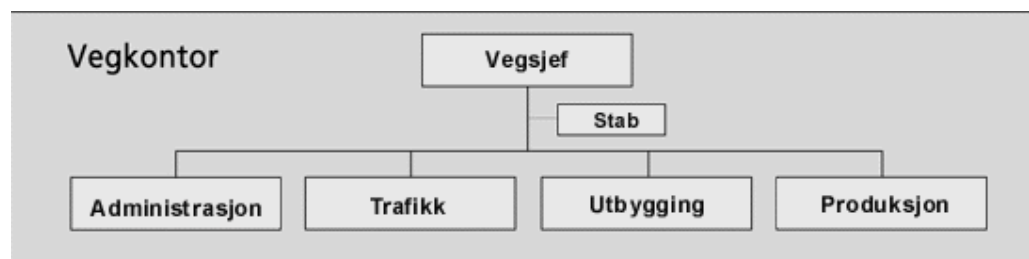 Vegkontor
Vegsjef
Stab
Administrasjon
Trafikk
Utbygging
Produksjon